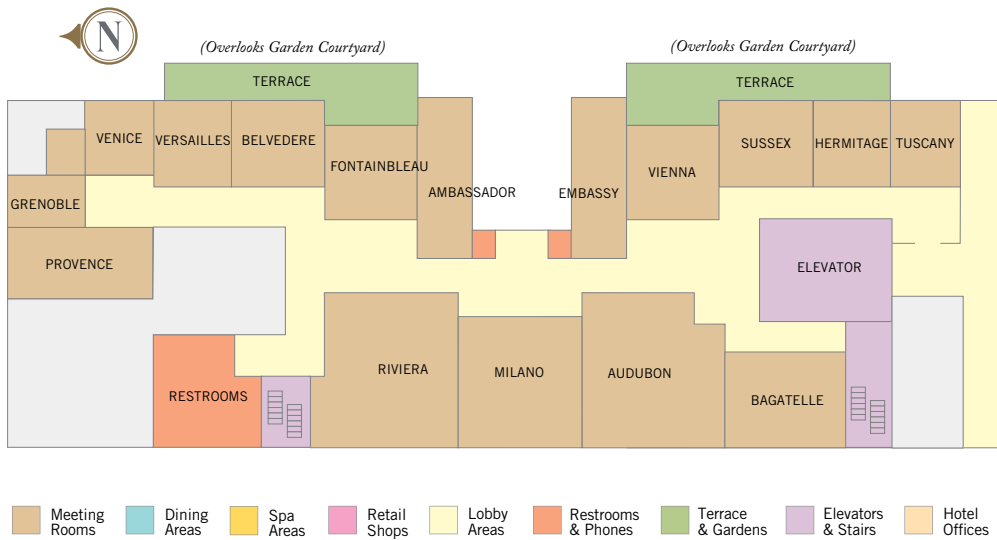 N
(Overlooks Garden Courtyard)
(Overlooks Garden Courtyard)
TERRACE
TERRACE
VENICE
VERSAILLES
BELVEDERE
FONTAINBLEAU
AMBASSADOR
EMBASSY
VIENNA
SUSSEX
HERMITAGE
TUSCANY
GRENOBLE
PROVENCE
ELEVATOR
RESTROOMS
RIVIERA
MILANO
AUDUBON
BAGATELLE
Meeting
Rooms
Dining
Areas
Spa
Areas
Retail
Shops
Lobby
Areas
Restrooms
& Phones
Terrace
& Gardens
Elevators
& Stairs
Hotel
Offices